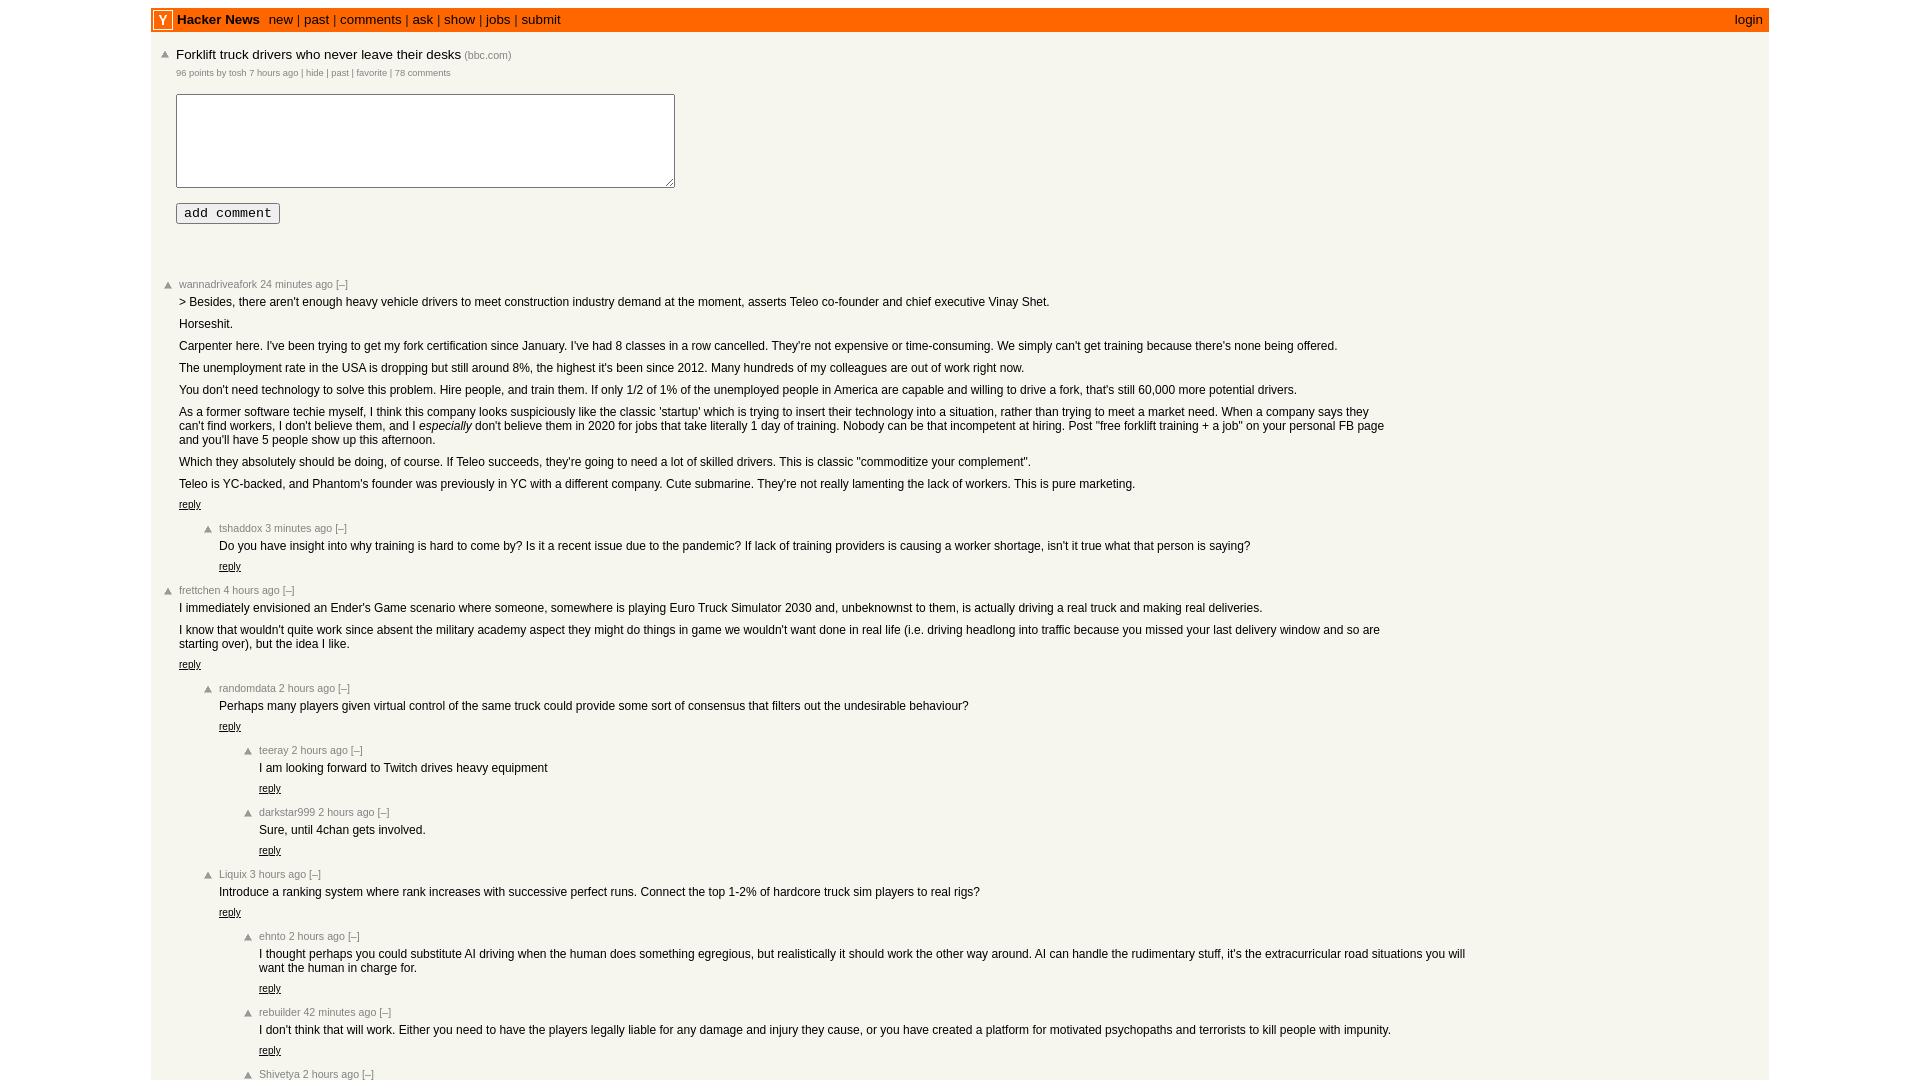 Y Hacker News new | past | comments | ask | show | jobs | submit login
Forklift truck drivers who never leave their desks (bbc.com)
96 points by tosh 7 hours ago | hide | past | favorite | 78 comments
add comment
wannadriveafork 24 minutes ago [–]
> Besides, there aren't enough heavy vehicle drivers to meet construction industry demand at the moment, asserts Teleo co-founder and chief executive Vinay Shet.
Horseshit.
Carpenter here. I've been trying to get my fork certification since January. I've had 8 classes in a row cancelled. They're not expensive or time-consuming. We simply can't get training because there's none being offered.
The unemployment rate in the USA is dropping but still around 8%, the highest it's been since 2012. Many hundreds of my colleagues are out of work right now.
You don't need technology to solve this problem. Hire people, and train them. If only 1/2 of 1% of the unemployed people in America are capable and willing to drive a fork, that's still 60,000 more potential drivers.
As a former software techie myself, I think this company looks suspiciously like the classic 'startup' which is trying to insert their technology into a situation, rather than trying to meet a market need. When a company says they
can't find workers, I don't believe them, and I especially don't believe them in 2020 for jobs that take literally 1 day of training. Nobody can be that incompetent at hiring. Post "free forklift training + a job" on your personal FB page
and you'll have 5 people show up this afternoon.
Which they absolutely should be doing, of course. If Teleo succeeds, they're going to need a lot of skilled drivers. This is classic "commoditize your complement".
Teleo is YC-backed, and Phantom's founder was previously in YC with a different company. Cute submarine. They're not really lamenting the lack of workers. This is pure marketing.
reply
tshaddox 3 minutes ago [–]
Do you have insight into why training is hard to come by? Is it a recent issue due to the pandemic? If lack of training providers is causing a worker shortage, isn't it true what that person is saying?
reply
frettchen 4 hours ago [–]
I immediately envisioned an Ender's Game scenario where someone, somewhere is playing Euro Truck Simulator 2030 and, unbeknownst to them, is actually driving a real truck and making real deliveries.
I know that wouldn't quite work since absent the military academy aspect they might do things in game we wouldn't want done in real life (i.e. driving headlong into traffic because you missed your last delivery window and so are
starting over), but the idea I like.
reply
randomdata 2 hours ago [–]
Perhaps many players given virtual control of the same truck could provide some sort of consensus that filters out the undesirable behaviour?
reply
teeray 2 hours ago [–]
I am looking forward to Twitch drives heavy equipment
reply
darkstar999 2 hours ago [–]
Sure, until 4chan gets involved.
reply
Liquix 3 hours ago [–]
Introduce a ranking system where rank increases with successive perfect runs. Connect the top 1-2% of hardcore truck sim players to real rigs?
reply
ehnto 2 hours ago [–]
I thought perhaps you could substitute AI driving when the human does something egregious, but realistically it should work the other way around. AI can handle the rudimentary stuff, it's the extracurricular road situations you will
want the human in charge for.
reply
rebuilder 42 minutes ago [–]
I don't think that will work. Either you need to have the players legally liable for any damage and injury they cause, or you have created a platform for motivated psychopaths and terrorists to kill people with impunity.
reply
Shivetya 2 hours ago [–]